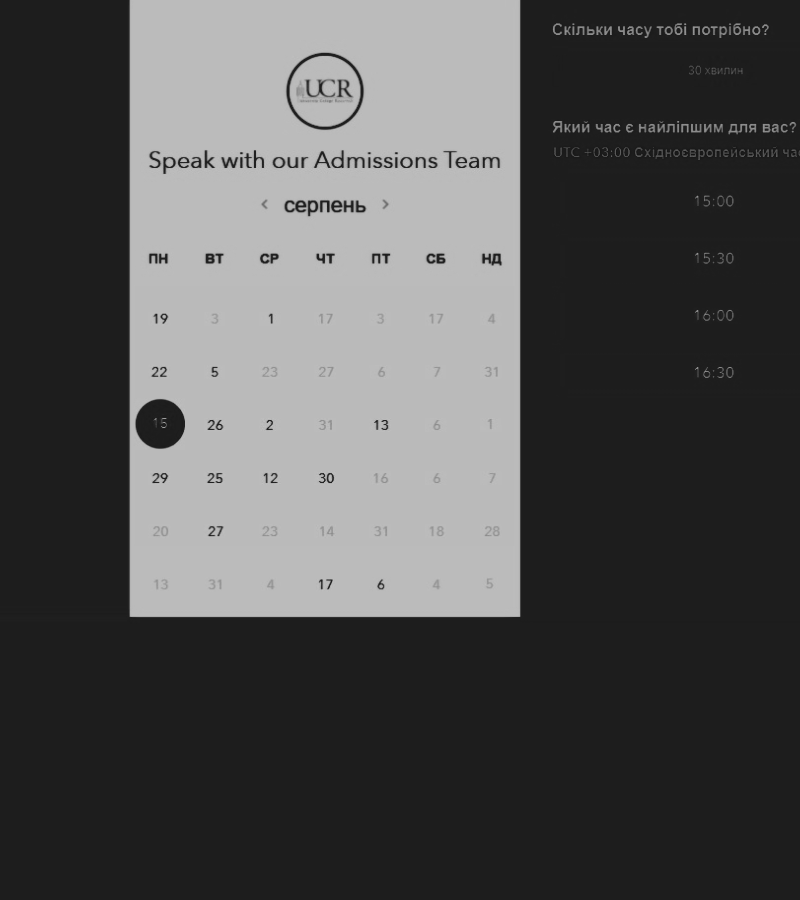 UCR
Speak with our Admissions Team
серпень
ПН ВТ СР ЧТ ПТ СБ НД
19 3 1 17 3 17 4
22 5 23 27 6 7 31
15 26 2 31 13 6 1
29 25 12 30 16 6 7
20 27 23 14 31 18 28
13 31 4 17 6 4 5
Скільки часу тобі потрібно?
30 хвилин
Який час є найліпшим для вас?
UTC +03:00 Східноєвропейський
15:00
15:30
16:00
16:30